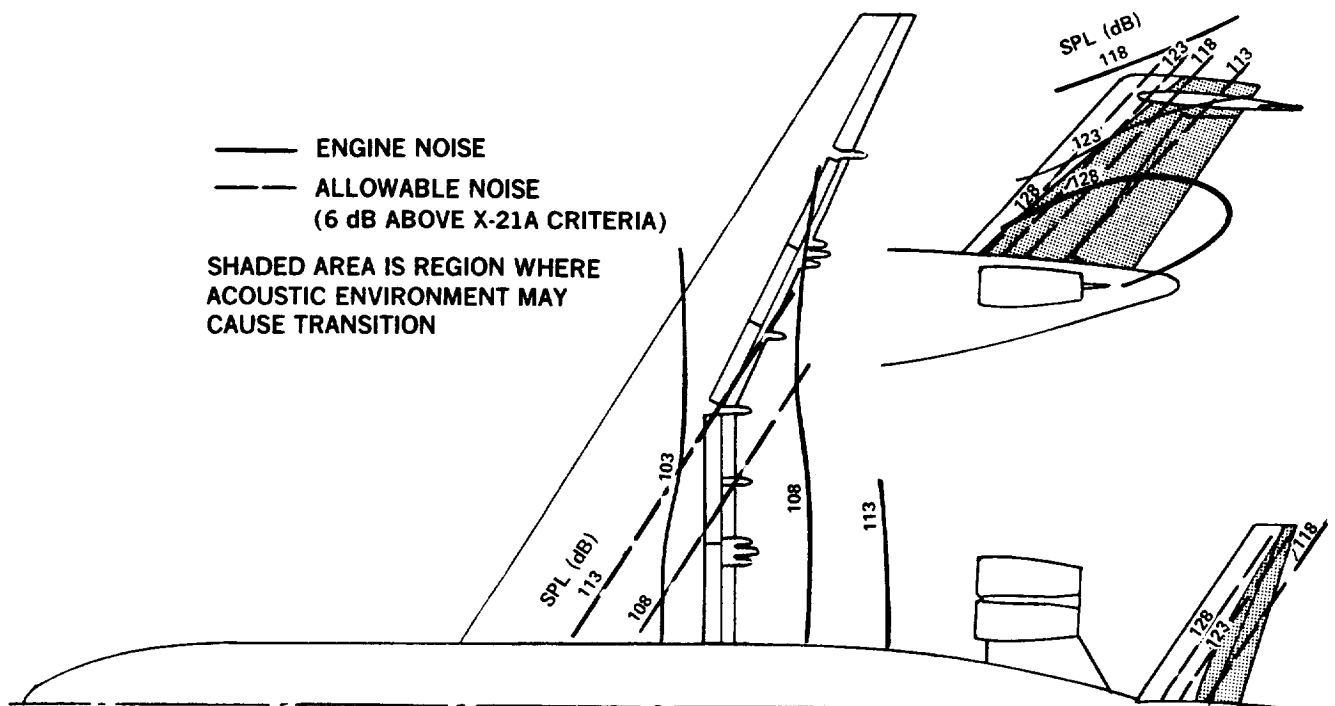 ENGINE NOISE
ALLOWABLE NOISE
(6 dB ABOVE X-21A CRITERIA)
SHADED AREA IS REGION WHERE
ACOUSTIC ENVIRONMENT MAY
CAUSE TRANSITION
SPL (dB)
118
123
118
113
123
128
128
103
108
113
SPL (dB)
113
108
118
128
123